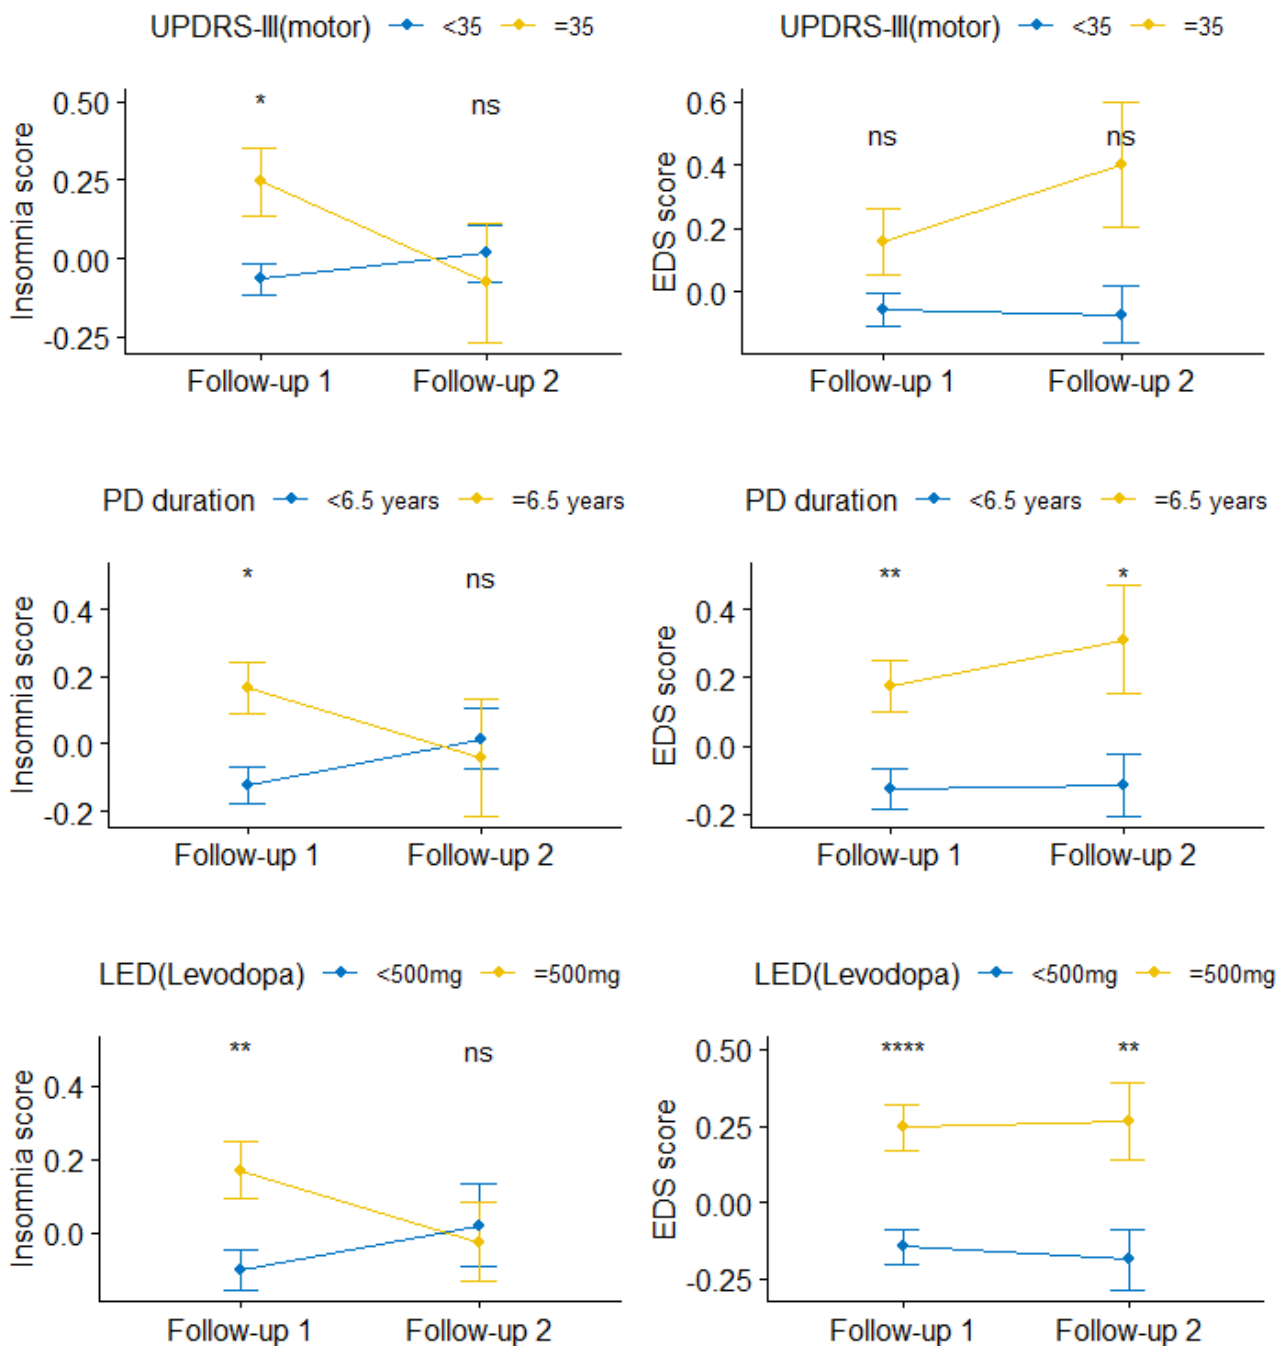 UPDRS-III(motor) <35 =35
* ns
0.50
0.25
0.00
-0.25
Insomnia score
Follow-up 1 Follow-up 2
UPDRS-III(motor) <35 =35
ns ns
0.6
0.4
0.2
0.0
EDS score
Follow-up 1 Follow-up 2
PD duration <6.5 years =6.5 years
* ns
0.4
0.2
0.0
-0.2
Insomnia score
Follow-up 1 Follow-up 2
PD duration <6.5 years =6.5 years
** *
0.4
0.2
0.0
-0.2
EDS score
Follow-up 1 Follow-up 2
LED(Levodopa) <500mg =500mg
** ns
0.4
0.2
0.0
Insomnia score
Follow-up 1 Follow-up 2
LED(Levodopa) <500mg =500mg
**** **
0.50
0.25
0.00
-0.25
EDS score
Follow-up 1 Follow-up 2